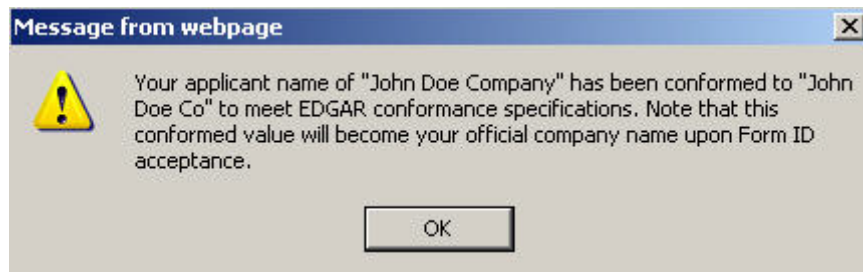 Message from webpage
Your applicant name of "John Doe Company" has been conformed to "John
Doe Co" to meet EDGAR conformance specifications. Note that this
conformed value will become your official company name upon Form ID
acceptance.
OK